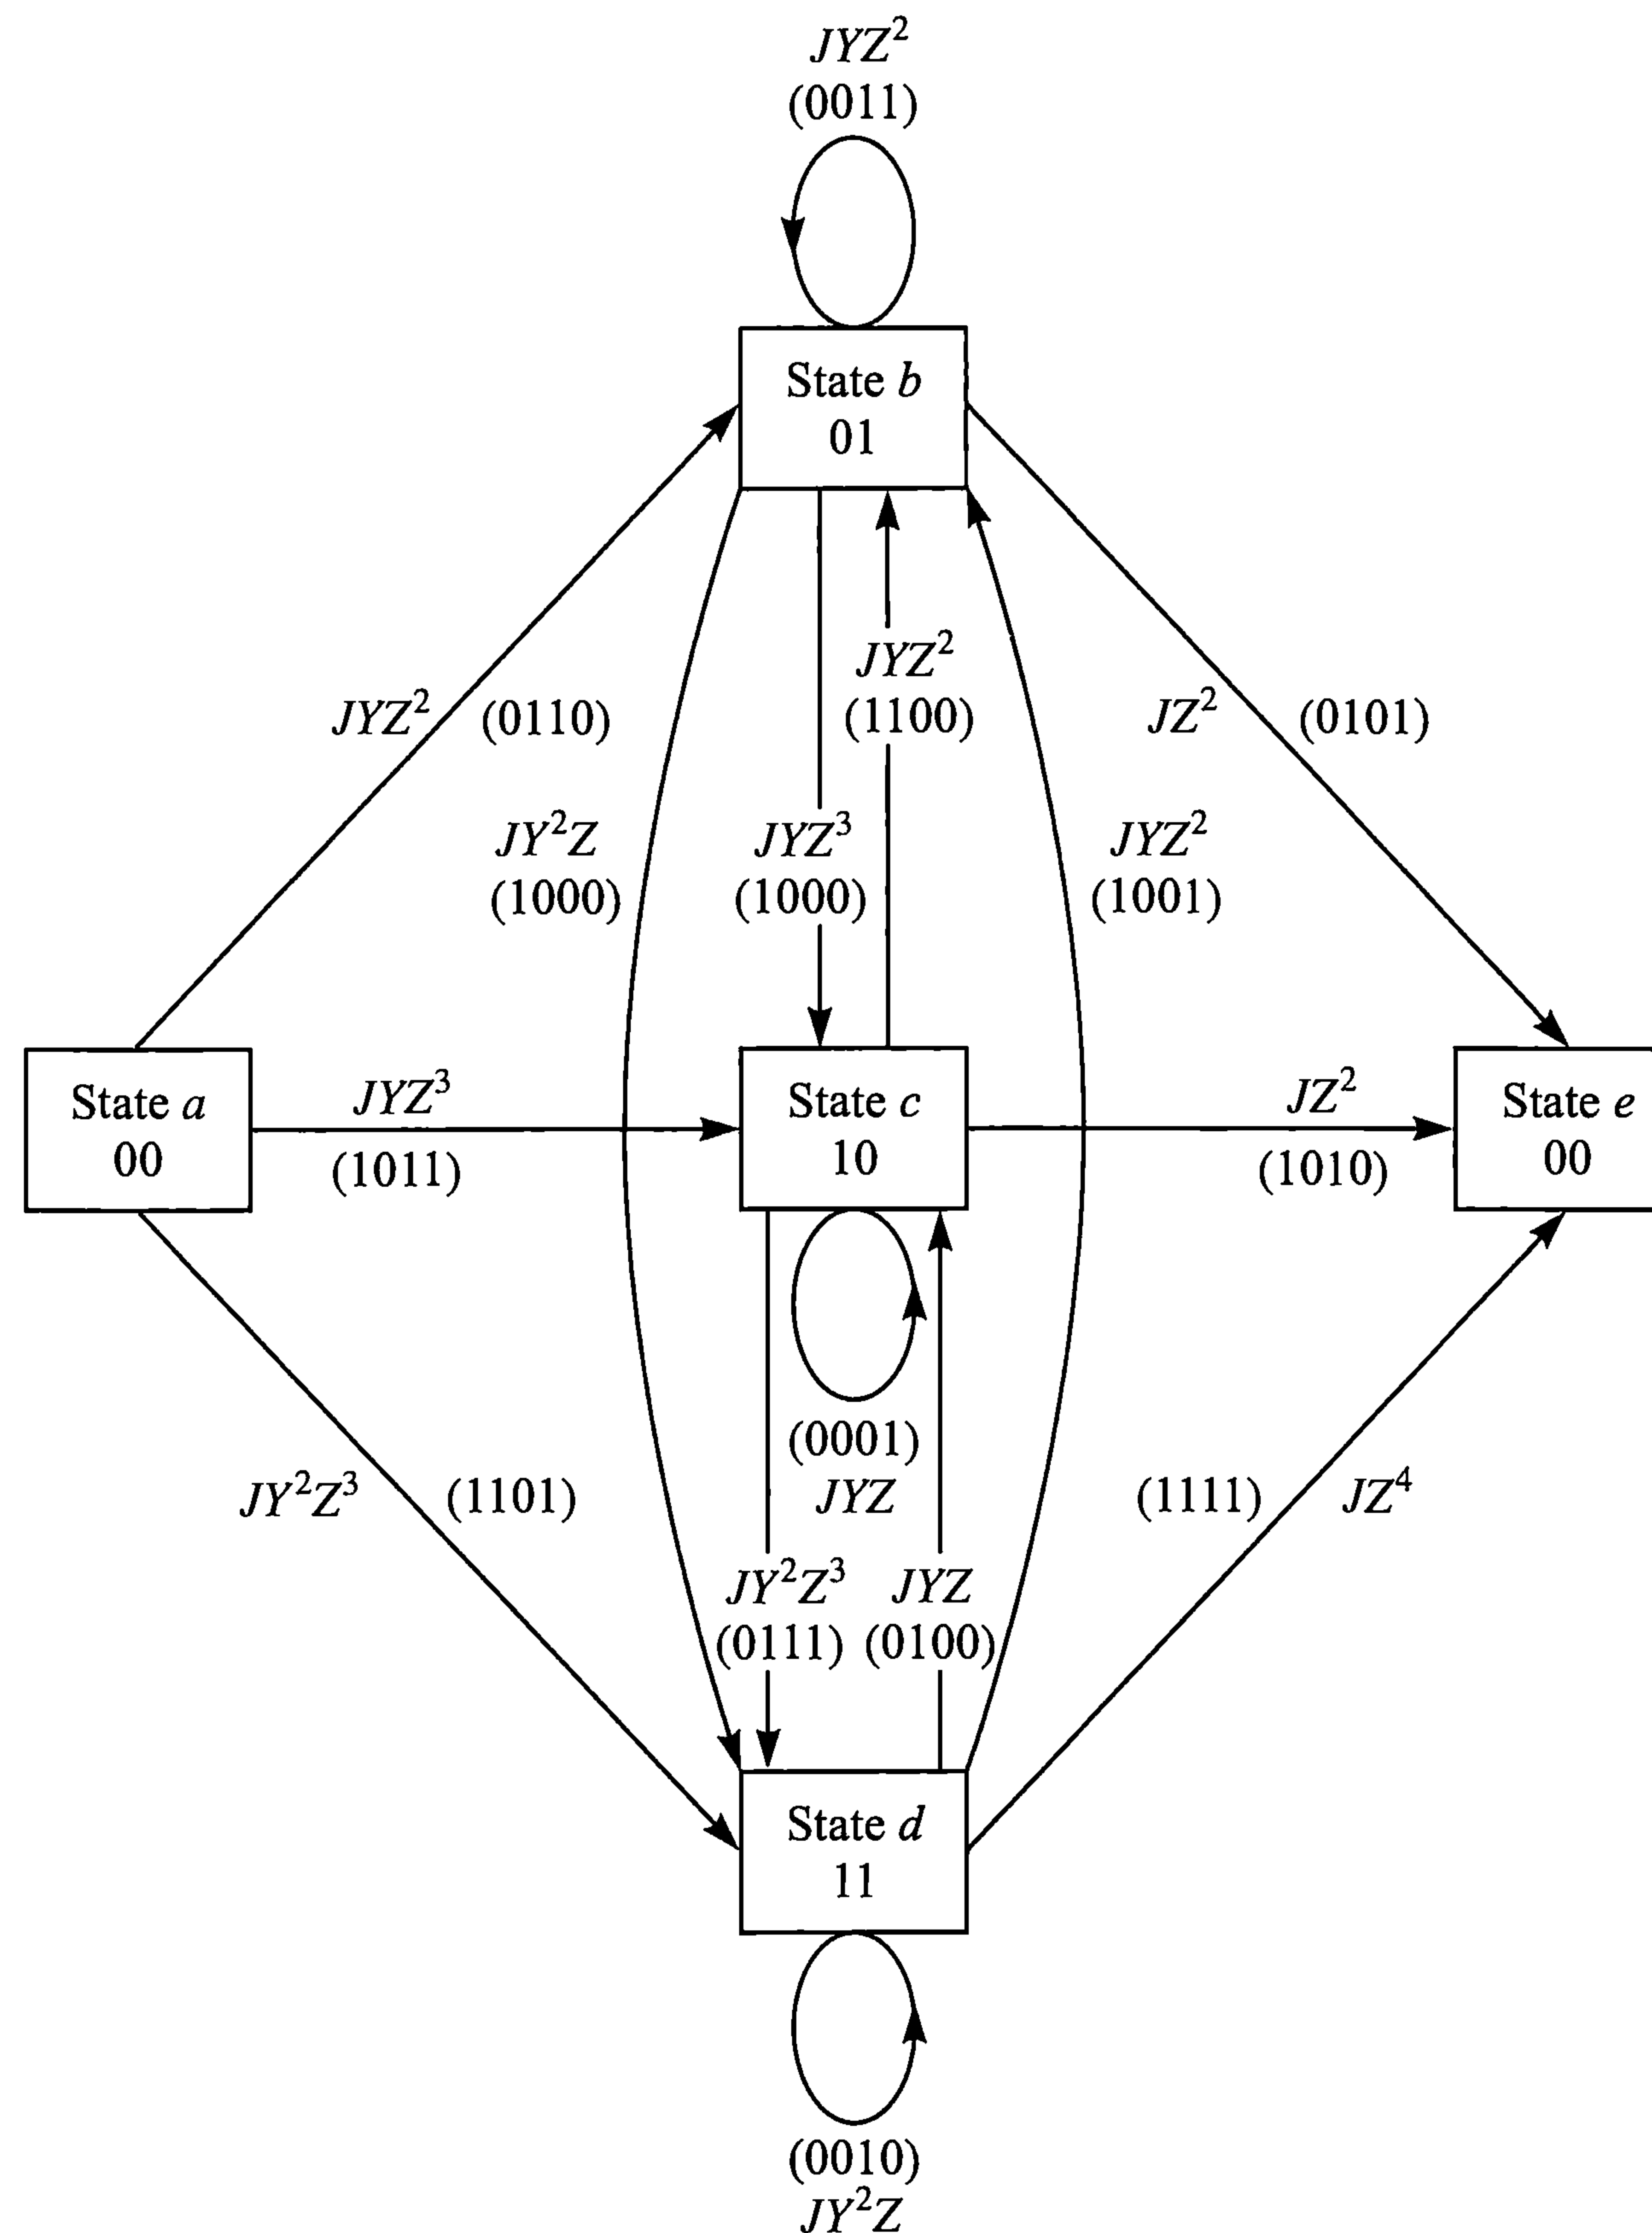 JYZ²
(0011)
State b
01
JYZ²
(1100)
JYZ² (0110)
JZ² (0101)
JY²Z
(1000)
JYZ³
(1000)
JYZ²
(1001)
State a
00
JYZ³
(1011)
State c
10
JZ²
(1010)
State e
00
(0001)
JYZ
JY²Z³ (1101)
(1111) JZ⁴
JY²Z³
(0111)
JYZ
(0100)
State d
11
(0010)
JY²Z